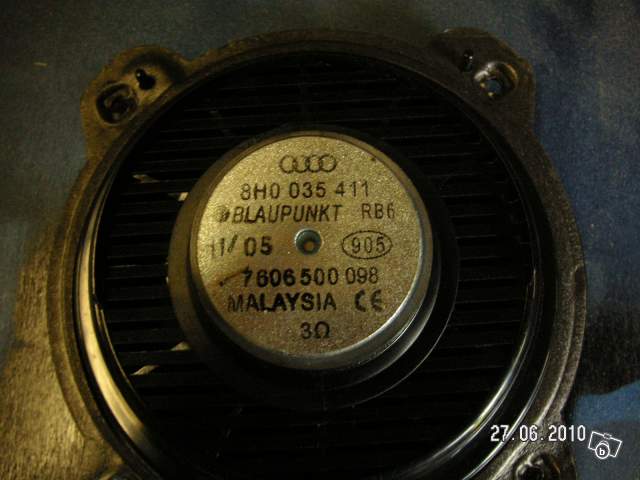 8H0 035 411
BLAUPUNKT RB6
11/05 905
7606500 098
MALAYSIA CE
3Ω
27.06.2010
b